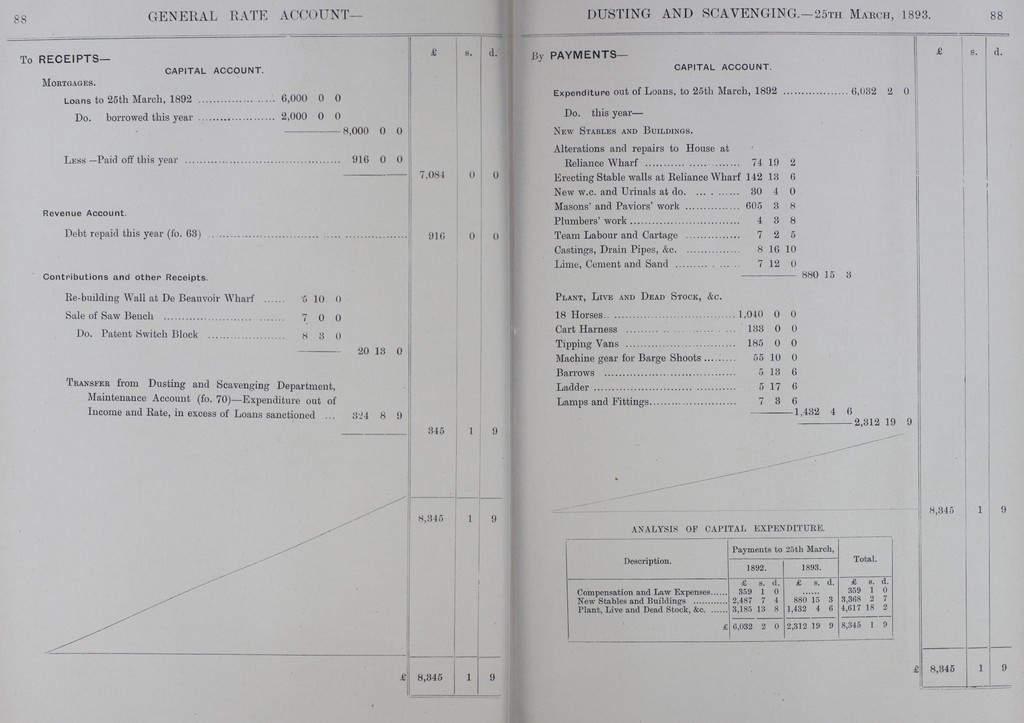 88 GENERAL RATE ACCOUNT—
£ s. d.
To RECEIPTS—
CAPITAL ACCOUNT.
MORTGAGES.
Loans to 25th March, 1892 .................... 6,000 0 0
Do. borrowed this year ...................... 2,000 0 0
8,000 0 0
LESS—Paid off this year ............................................ 916 0 0
7,084 0 0
Revenue Account.
Debt repaid this year (fo. 63) ........................................................ 916 0 0
Contributions and other Receipts.
Re-building Wall at De Beauvoir Wharf ...... 5 10 0
Sale of Saw Bench .................................. 7 0 0
Do. Patent Switch Block ...................... 8 3 0
20 13 0
TRANSFER from Dusting and Scavenging Department,
Maintenance Account (fo. 70)—Expenditure out of
Income and Rate, in excess of Loans sanctioned ... 324 8 9
345 1 9
8,345 1 9
£ 8,345 1 9
DUSTING AND SCAVENGING.—25TH MARCH, 1893. 88
£ s. d.
By PAYMENTS—
CAPITAL ACCOUNT.
Expenditure out of Loans, to 25th March, 1892 .................. 6,032 2 0
Do. this year—
NEW STABLES AND BUILDINGS.
Alterations and repairs to House at
Reliance Wharf ........................... 74 19 2
Erecting Stable walls at Reliance Wharf 142 13 6
New w.c. and Urinals at do. ............ 30 4 0
Masons' and Paviors' work ............... 605 3 8
Plumbers' work ............................... 4 3 8
Team Labour and Cartage ............... 7 2 5
Castings, Drain Pipes, &c. ............... 8 16 10
Lime, Cement and Sand .................. 7 12 0
880 15 3
PLANT, LIVE AND DEAD STOCK, &C.
18 Horses...................................... 1,040 0 0
Cart Harness ................................ 133 0 0
Tipping Vans ................................ 185 0 0
Machine gear for Barge Shoots ......... 55 10 0
Barrows ...................................... 5 13 6
Ladder ........................................ 5 17 6
Lamps and Fittings........................ 7 3 6
1,432 4 6
2,312 19 9
8,345 1 9
ANALYSIS OF CAPITAL EXPENDITURE.
Description. Payments to 25th March, Total.
1892. 1893.
£ s. d. £ s. d. £ s. d.
Compensation and Law Expenses...... 359 1 0 ...... 359 1 0
New Stables and Buildings ............ 2,487 7 4 880 15 3 3,368 2 7
Plant, Live and Dead Stock, &c. ...... 3,185 13 8 1,432 4 6 4,617 18 2
£ 6,032 2 0 2,312 19 9 8,345 1 9
£ 8,345 1 9